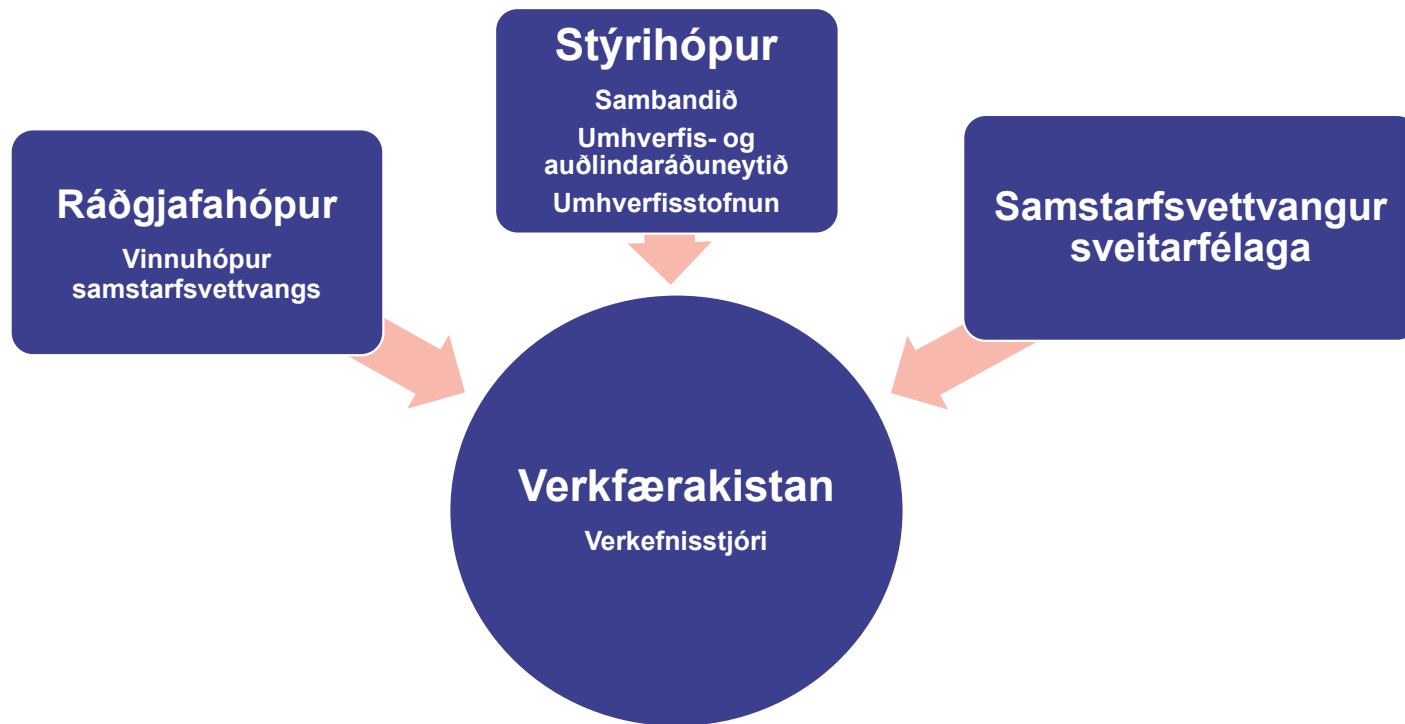 Stýrihópur
Sambandið
Umhverfis- og
auðlindaráðuneytið
Umhverfisstofnun
Ráðgjafahópur
Vinnuhópur
samstarfsvettvangs
Samstarfsvettvangur
sveitarfélaga
Verkfærakistan
Verkefnisstjóri